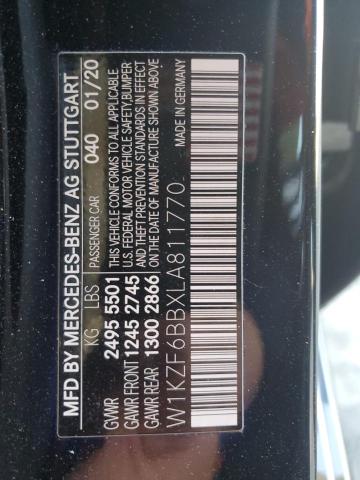 MFD BY MERCEDES-BENZ AG STUTTGART
PASSENGER CAR 040 01/20
KG LBS
GVWR 2495 5501
GAWR FRONT 1245 2745
GAWR REAR 1300 2866
THIS VEHICLE CONFORMS TO ALL APPLICABLE
U.S. FEDERAL MOTOR VEHICLE SAFETY,BUMPER
AND THEFT PREVENTION STANDARDS IN EFFECT
ON THE DATE OF MANUFACTURE SHOWN ABOVE
W1KZF6BBXLA811770
MADE IN GERMANY